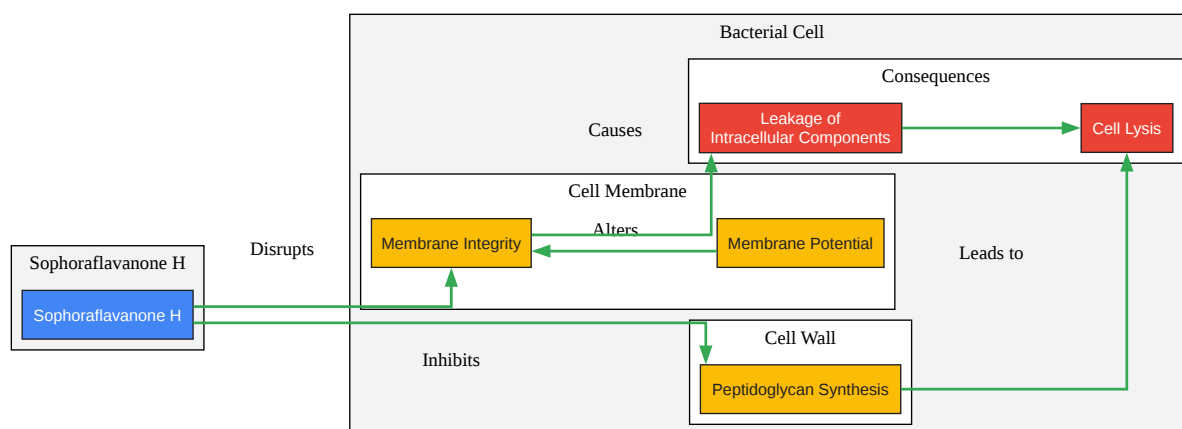 Bacterial Cell
Consequences
Leakage of
Intracellular Components
Cell Lysis
Causes
Cell Membrane
Membrane Integrity
Alters
Membrane Potential
Disrupts
Leads to
Sophoraflavanone H
Sophoraflavanone H
Cell Wall
Inhibits
Peptidoglycan Synthesis